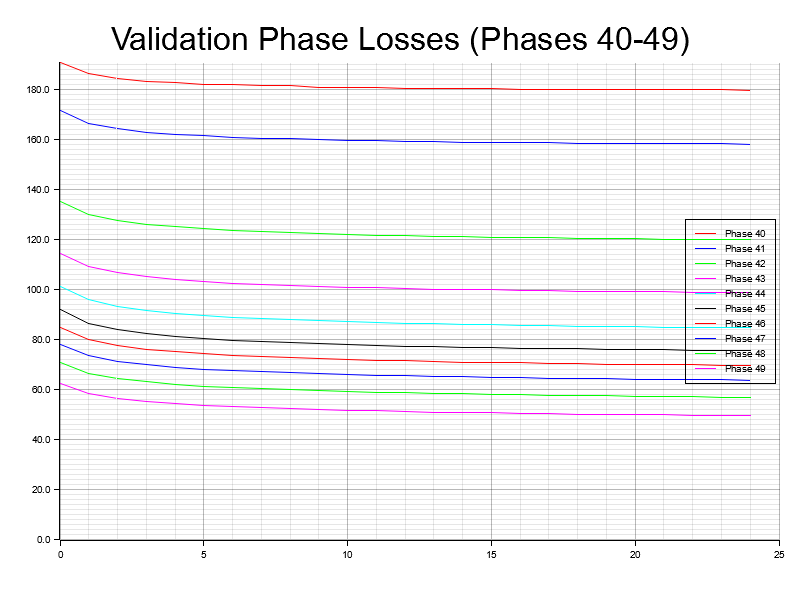 Validation Phase Losses (Phases 40-49)
180.0
160.0
140.0
120.0
100.0
80.0
60.0
40.0
20.0
0.0
0 5 10 15 20 25
Phase 40
Phase 41
Phase 42
Phase 43
Phase 44
Phase 45
Phase 46
Phase 47
Phase 48
Phase 49